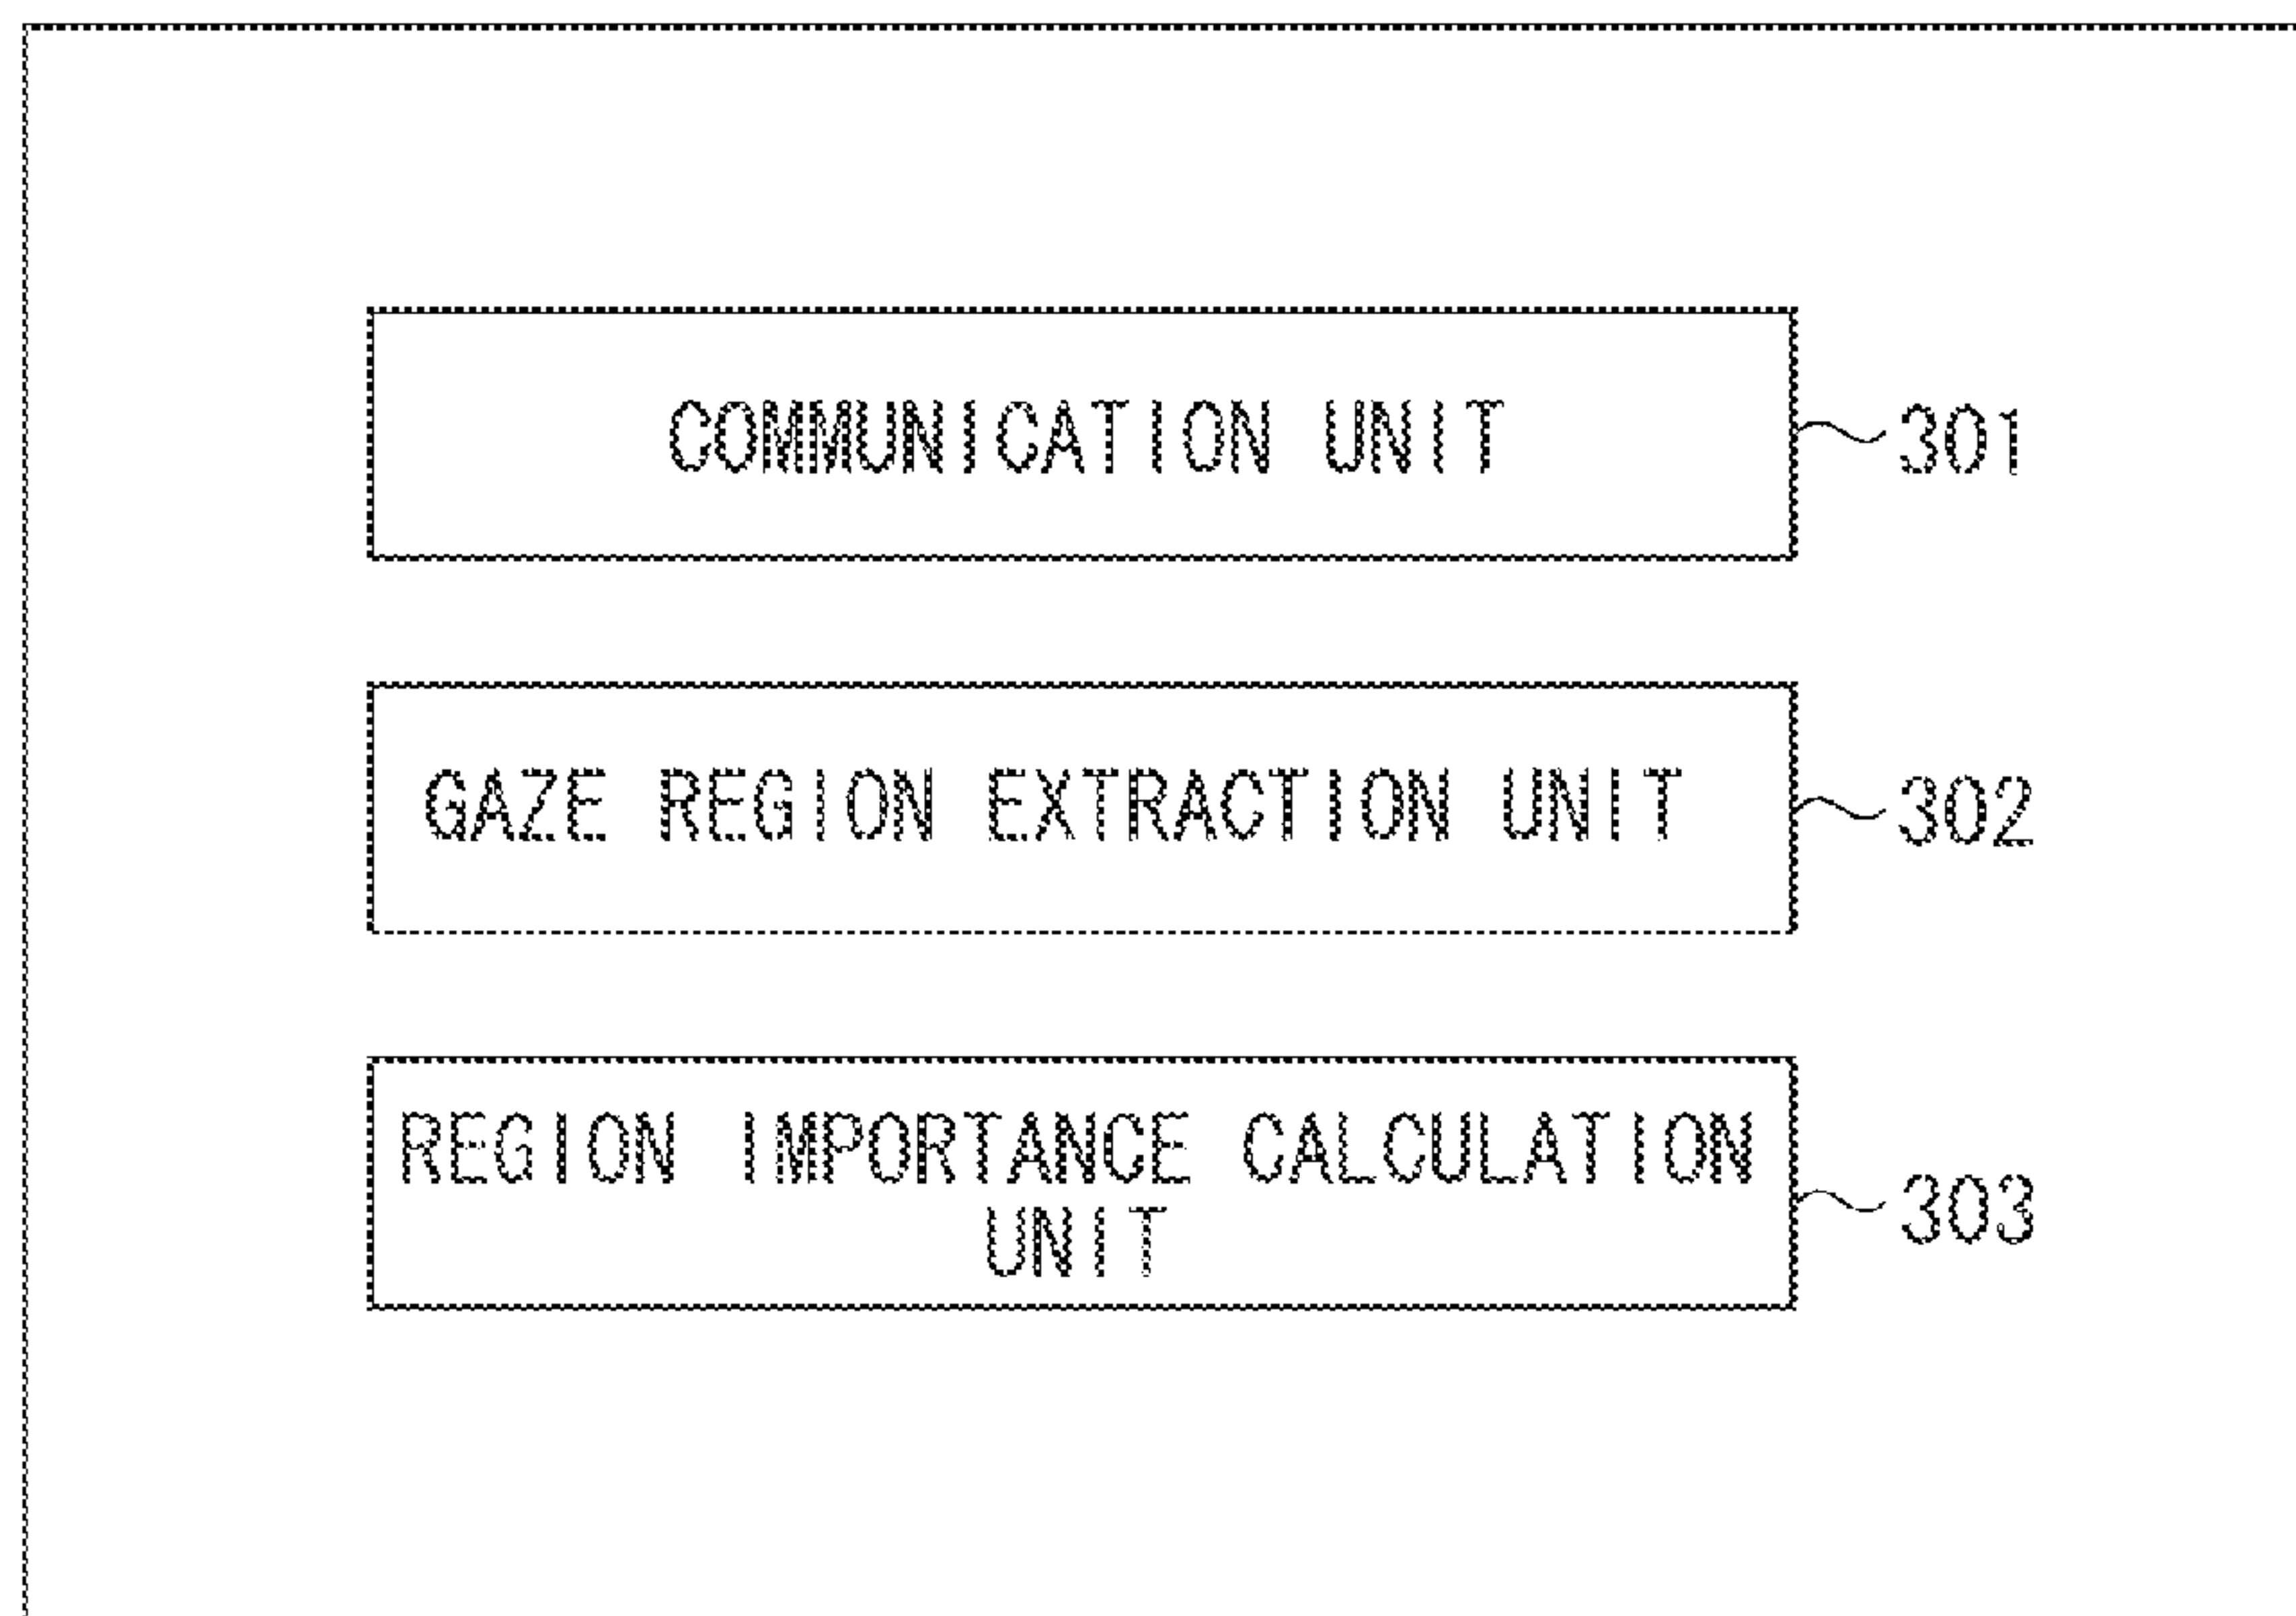 COMMUNICATION UNIT 301
GAZE REGION EXTRACTION UNIT 302
REGION IMPORTANCE CALCULATION
UNIT
303